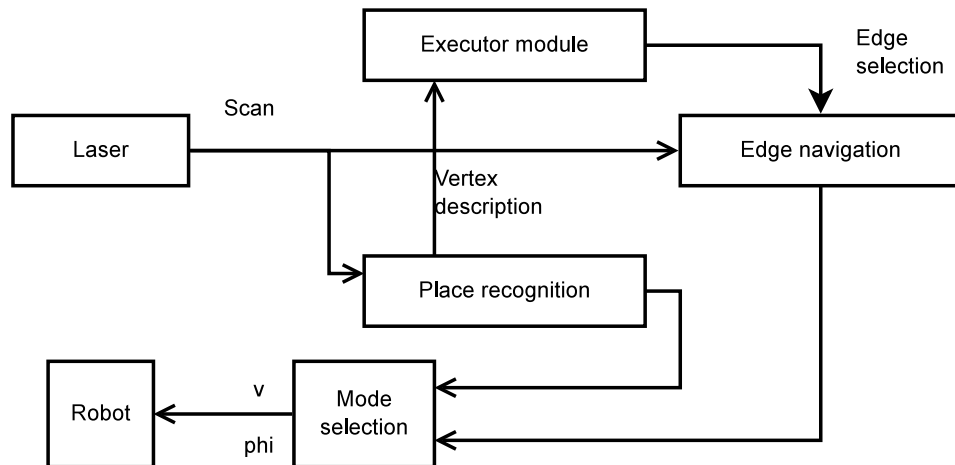 Executor module
Edge
selection
Scan
Laser
Edge navigation
Vertex
description
Place recognition
v
Robot
Mode
selection
phi